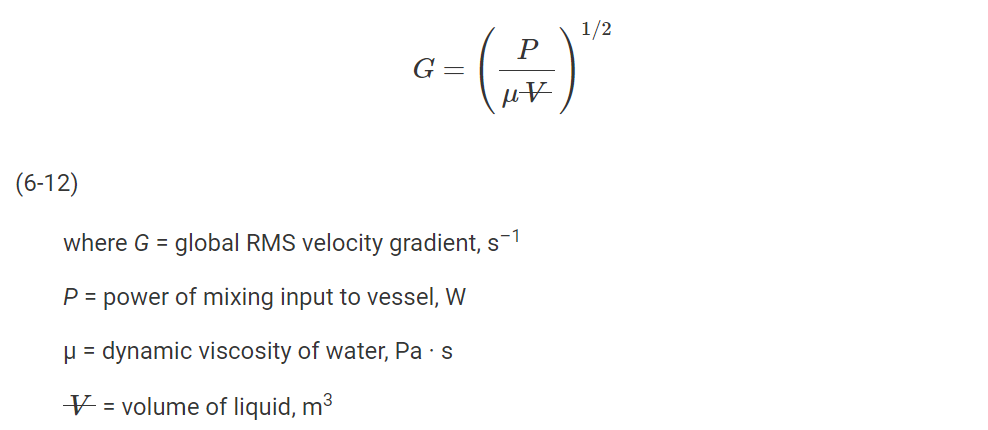 G = (P / μV̶)^1/2
(6-12)
where G = global RMS velocity gradient, s⁻¹
P = power of mixing input to vessel, W
μ = dynamic viscosity of water, Pa · s
V̶ = volume of liquid, m³